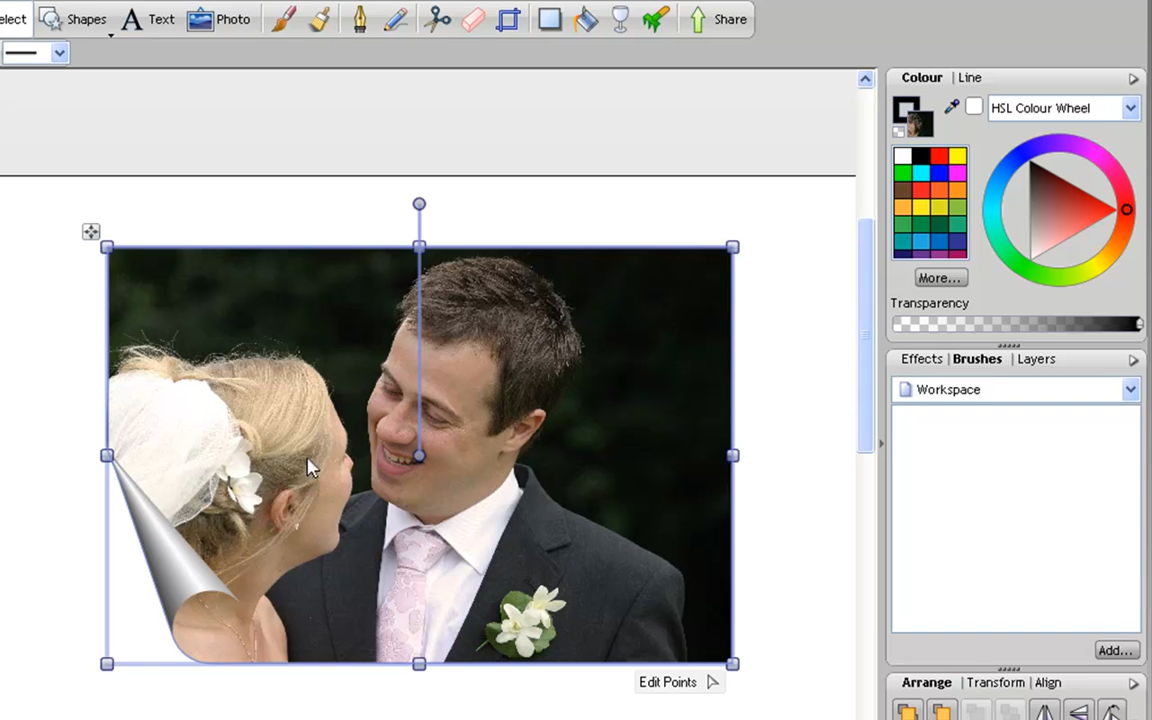 elect Shapes Text Photo Share
Colour Line
HSL Colour Wheel
More...
Transparency
Effects Brushes Layers
Workspace
Add...
Edit Points
Arrange Transform Align